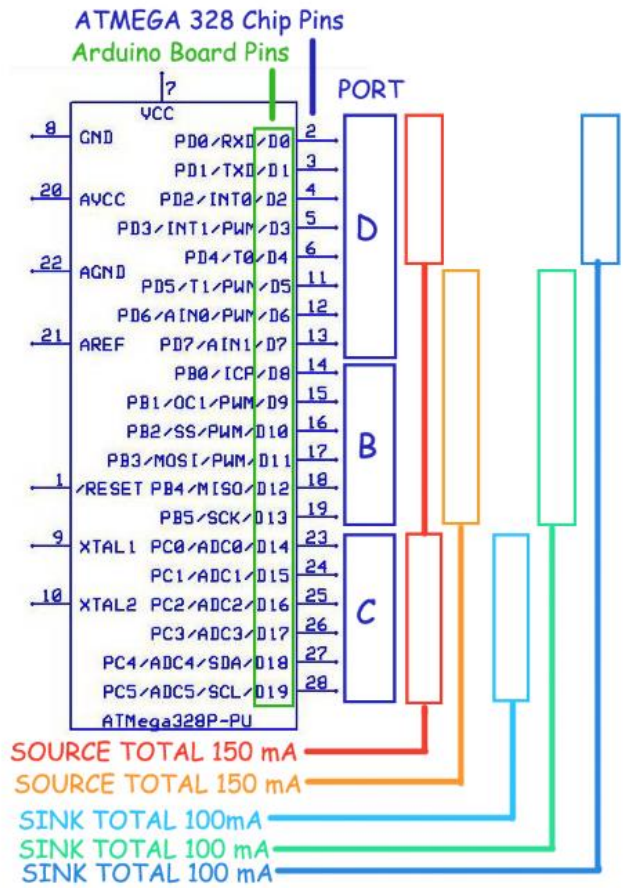 ATMEGA 328 Chip Pins
Arduino Board Pins
7
VCC
PORT
8 GND PD0/RXD/D0 2
PD1/TXD/D1 3
20 AVCC PD2/INT0/D2 4
PD3/INT1/PWM/D3 5
PD4/T0/D4 6
22 AGND PD5/T1/PWM/D5 11
PD6/AIN0/PWM/D6 12
21 AREF PD7/AIN1/D7 13
D
PB0/ICP/D8 14
PB1/OC1/PWM/D9 15
PB2/SS/PWM/D10 16
PB3/MOSI/PWM/D11 17
1 /RESET PB4/MISO/D12 18
PB5/SCK/D13 19
B
9 XTAL1 PC0/ADC0/D14 23
PC1/ADC1/D15 24
10 XTAL2 PC2/ADC2/D16 25
PC3/ADC3/D17 26
PC4/ADC4/SDA/D18 27
PC5/ADC5/SCL/D19 28
C
ATMega328P-PU
SOURCE TOTAL 150 mA
SOURCE TOTAL 150 mA
SINK TOTAL 100mA
SINK TOTAL 100 mA
SINK TOTAL 100 mA